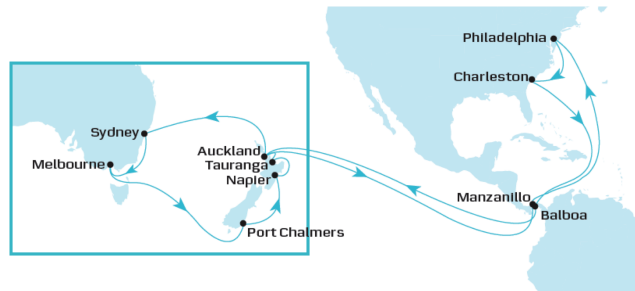 Philadelphia
Charleston
Sydney
Auckland
Melbourne
Tauranga
Napier
Manzanillo
Balboa
Port Chalmers